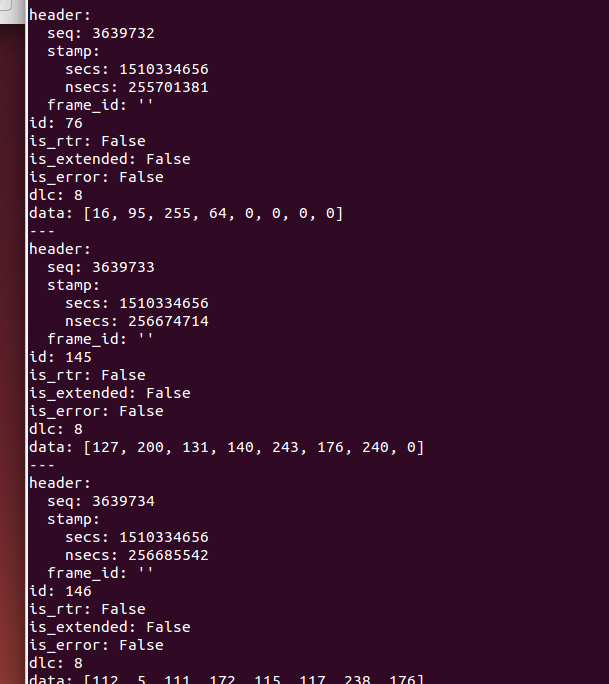 header:
  seq: 3639732
  stamp:
    secs: 1510334656
    nsecs: 255701381
  frame_id: ''
id: 76
is_rtr: False
is_extended: False
is_error: False
dlc: 8
data: [16, 95, 255, 64, 0, 0, 0, 0]
---
header:
  seq: 3639733
  stamp:
    secs: 1510334656
    nsecs: 256674714
  frame_id: ''
id: 145
is_rtr: False
is_extended: False
is_error: False
dlc: 8
data: [127, 200, 131, 140, 243, 176, 240, 0]
---
header:
  seq: 3639734
  stamp:
    secs: 1510334656
    nsecs: 256685542
  frame_id: ''
id: 146
is_rtr: False
is_extended: False
is_error: False
dlc: 8
data: [112, 5, 111, 172, 115, 117, 238, 176]